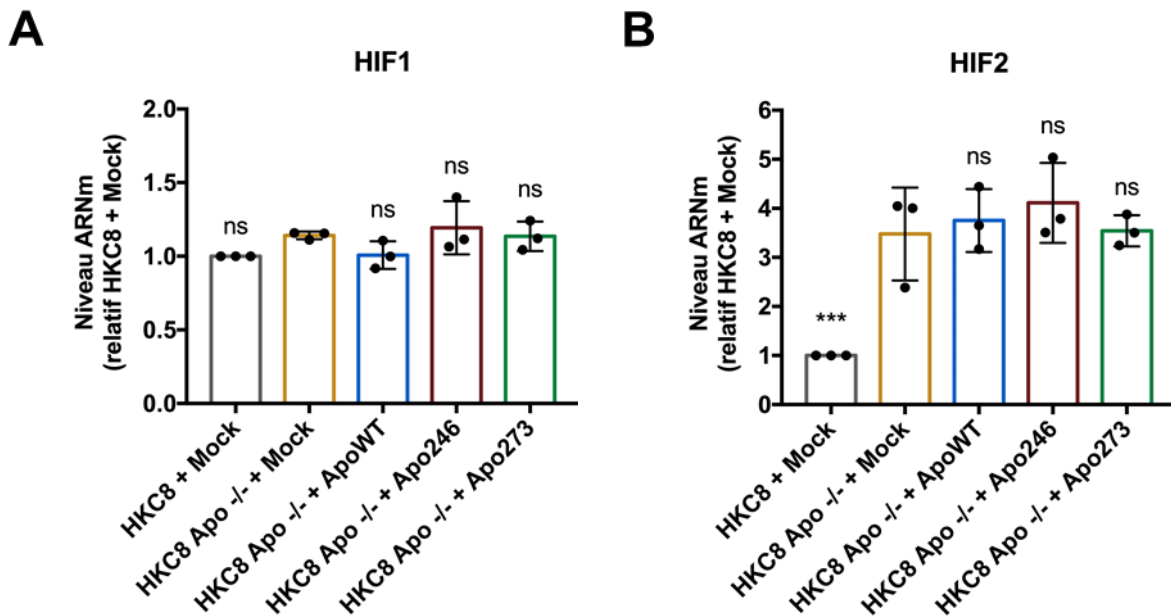 A
HIF1
Niveau ARNm
(relatif HKC8 + Mock)
2.0
1.5
1.0
0.5
0.0
ns
ns
ns
ns
HKC8 + Mock
HKC8 Apo -/- + Mock
HKC8 Apo -/- + ApoWT
HKC8 Apo -/- + Apo246
HKC8 Apo -/- + Apo273
B
HIF2
Niveau ARNm
(relatif HKC8 + Mock)
6
5
4
3
2
1
0
***
ns
ns
ns
HKC8 + Mock
HKC8 Apo -/- + Mock
HKC8 Apo -/- + ApoWT
HKC8 Apo -/- + Apo246
HKC8 Apo -/- + Apo273